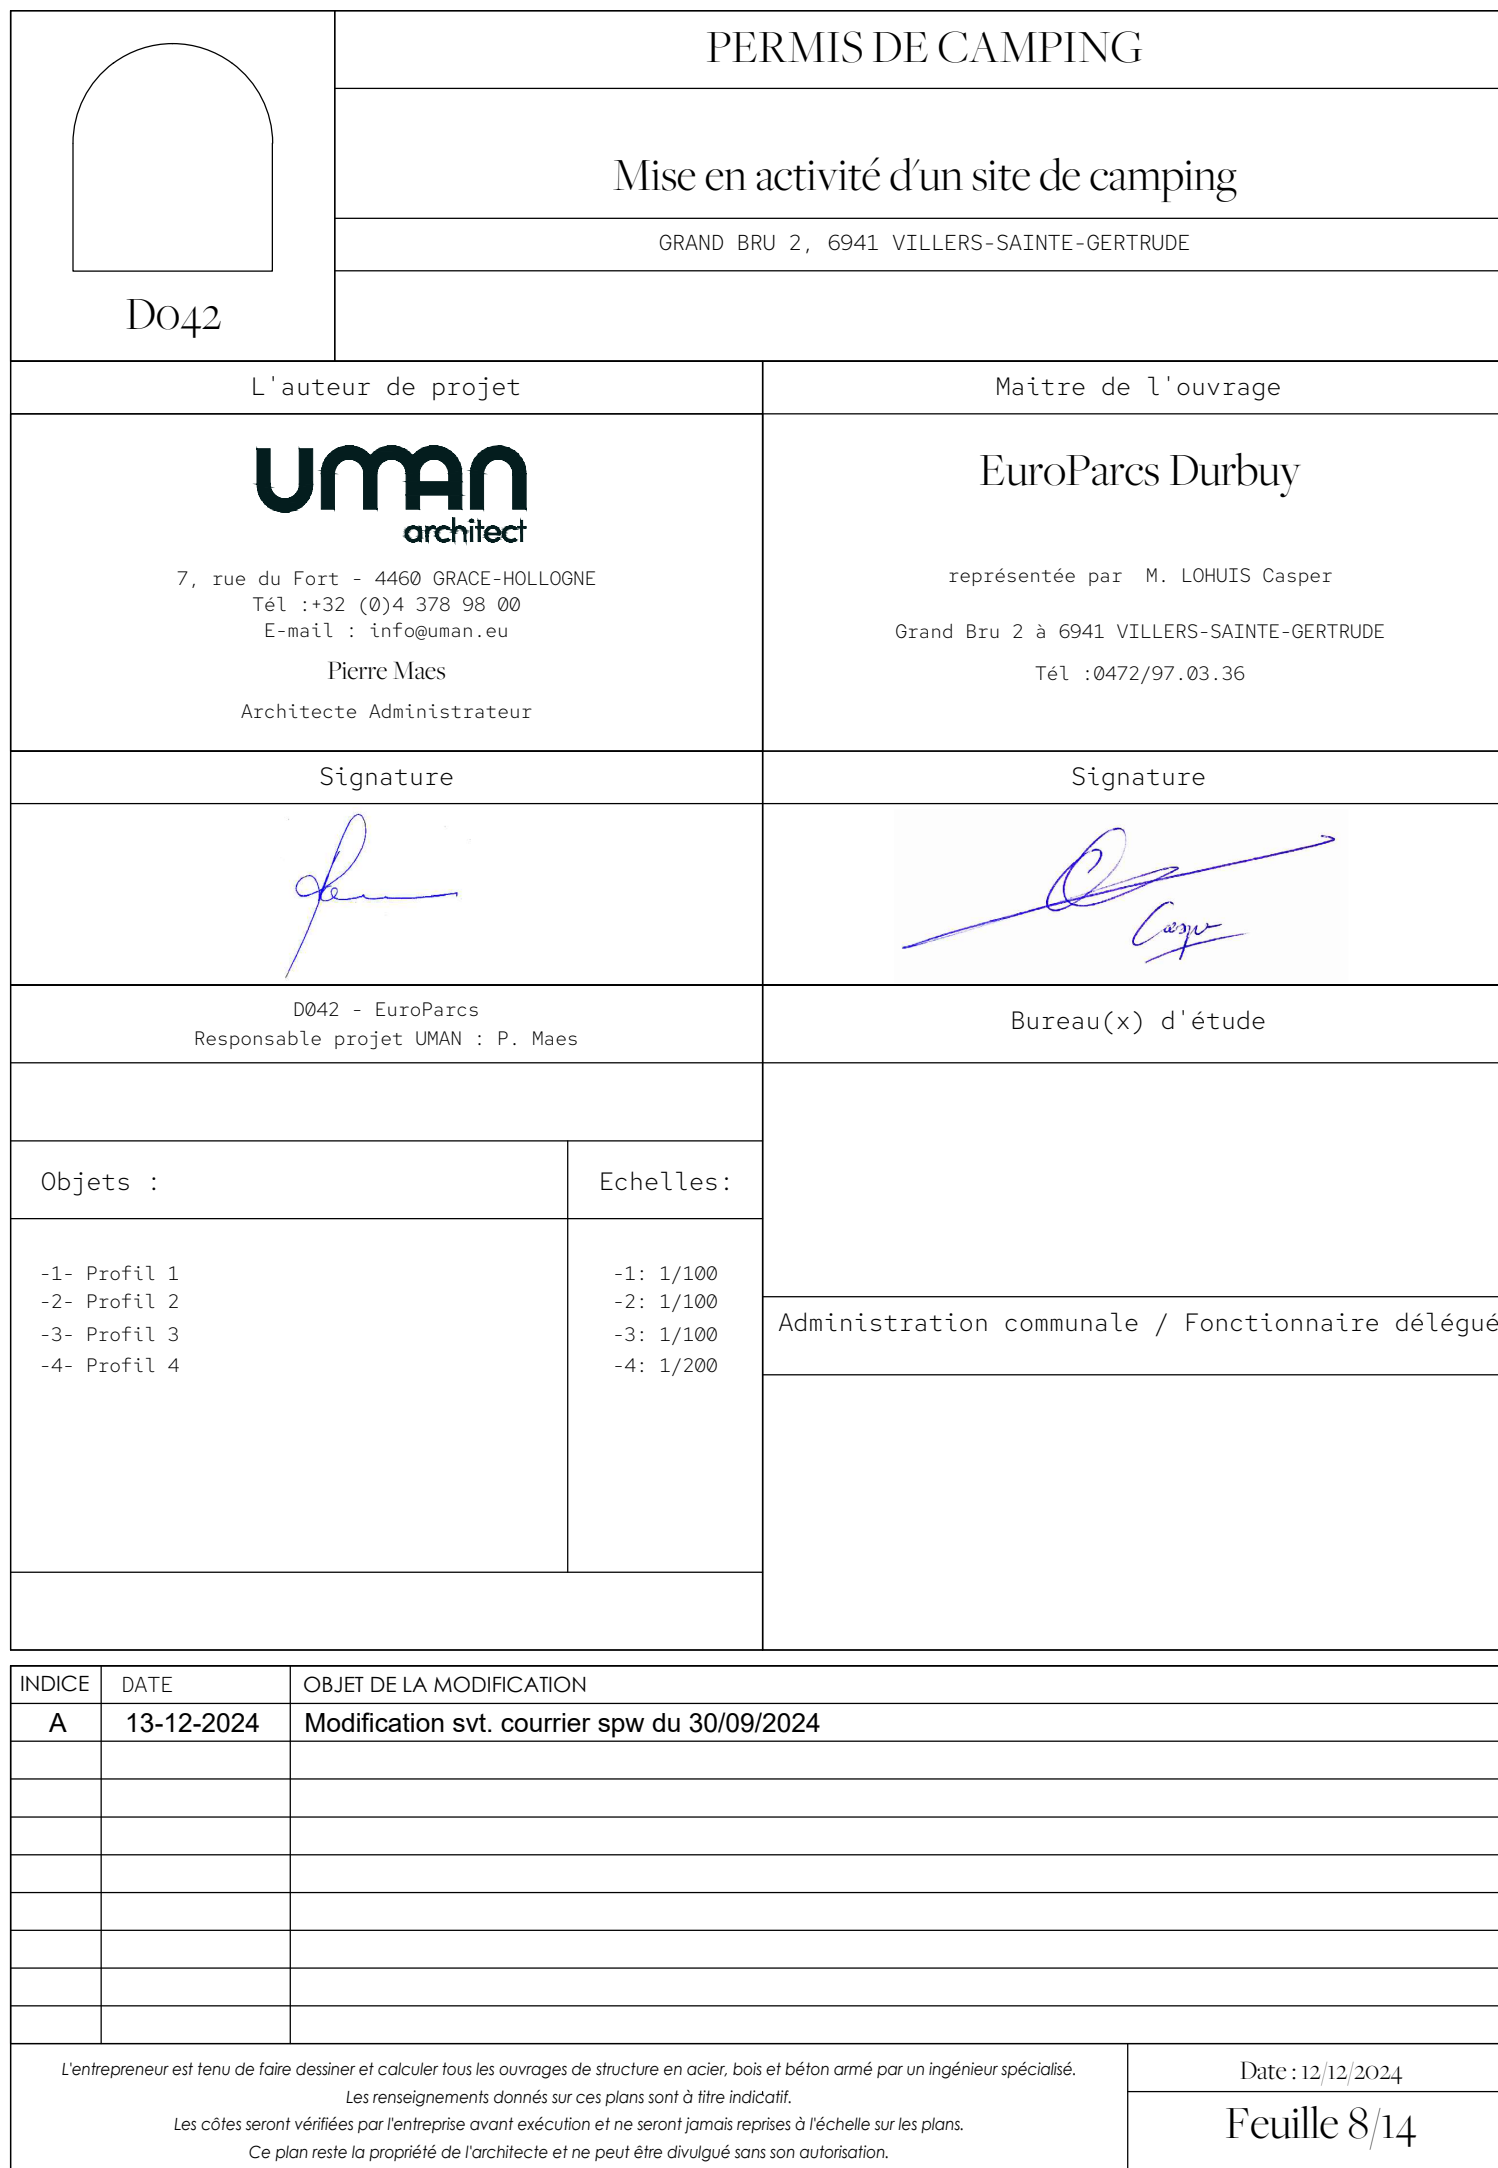 PERMIS DE CAMPING
Mise en activité d'un site de camping
GRAND BRU 2, 6941 VILLERS-SAINTE-GERTRUDE
D042
L'auteur de projet
Maitre de l'ouvrage
uman
architect
7, rue du Fort - 4460 GRACE-HOLLOGNE
Tél :+32 (0)4 378 98 00
E-mail : info@uman.eu
Pierre Maes
Architecte Administrateur
EuroParcs Durbuy
représentée par M. LOHUIS Casper
Grand Bru 2 à 6941 VILLERS-SAINTE-GERTRUDE
Tél :0472/97.03.36
Signature
Signature
D042 - EuroParcs
Responsable projet UMAN : P. Maes
Bureau(x) d'étude
Objets :
Echelles:
-1- Profil 1
-1: 1/100
-2- Profil 2
-2: 1/100
-3- Profil 3
-3: 1/100
-4- Profil 4
-4: 1/200
Administration communale / Fonctionnaire délégué
INDICE DATE OBJET DE LA MODIFICATION
A 13-12-2024 Modification svt. courrier spw du 30/09/2024
L'entrepreneur est tenu de faire dessiner et calculer tous les ouvrages de structure en acier, bois et béton armé par un ingénieur spécialisé.
Les renseignements donnés sur ces plans sont à titre indicatif.
Les côtes seront vérifiées par l'entreprise avant exécution et ne seront jamais reprises à l'échelle sur les plans.
Ce plan reste la propriété de l'architecte et ne peut être divulgué sans son autorisation.
Date : 12/12/2024
Feuille 8/14